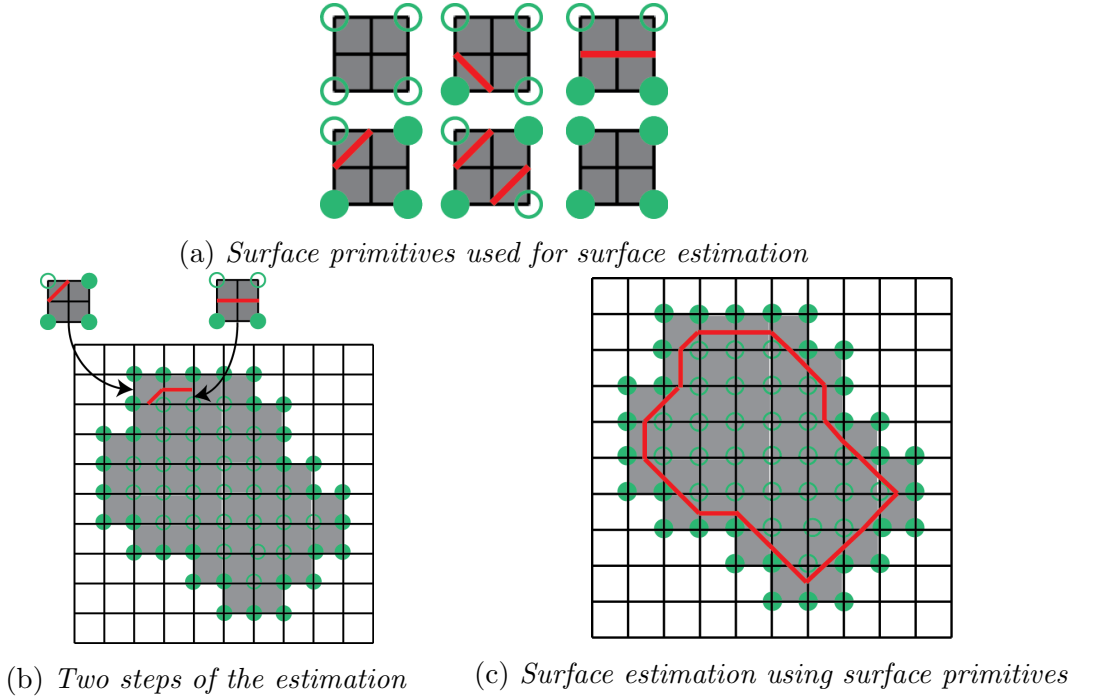 (a) Surface primitives used for surface estimation
(b) Two steps of the estimation
(c) Surface estimation using surface primitives